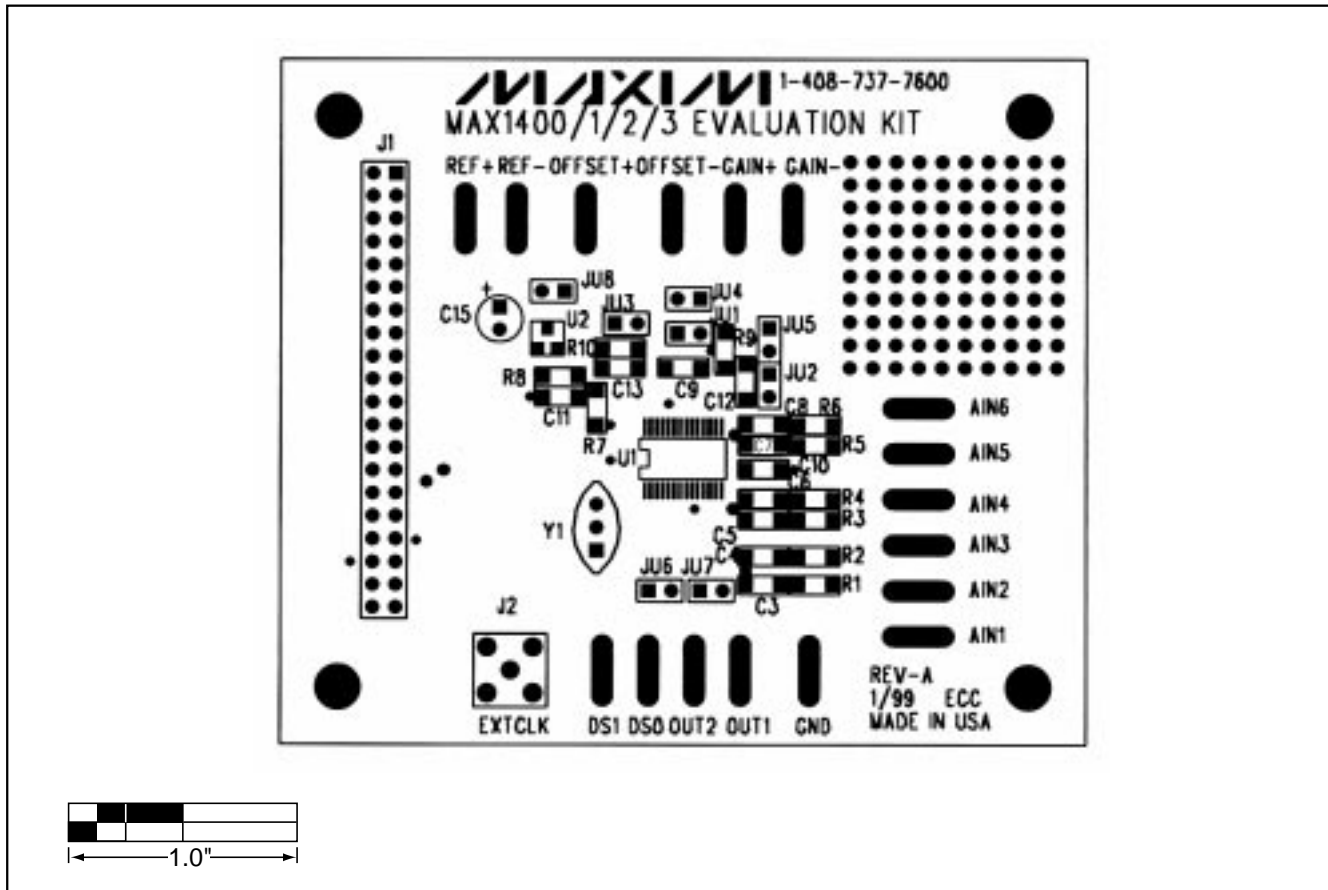 MAXIM 1-408-737-7600
MAX1400/1/2/3 EVALUATION KIT
J1
REF+ REF- OFFSET+ OFFSET- GAIN+ GAIN-
JU8
JU4
+
C15
JU3
JU1
U2
JU5
R10
R9
R8
C13
C9
JU2
C11
C12
C8 R6
R7
C7
R5
U1
C10
C6
R4
R3
Y1
C5
C4
R2
JU6 JU7
R1
C3
AIN6
AIN5
AIN4
AIN3
AIN2
AIN1
J2
EXTCLK
DS1 DS0 OUT2 OUT1 GND
REV-A
1/99 ECC
MADE IN USA
1.0"